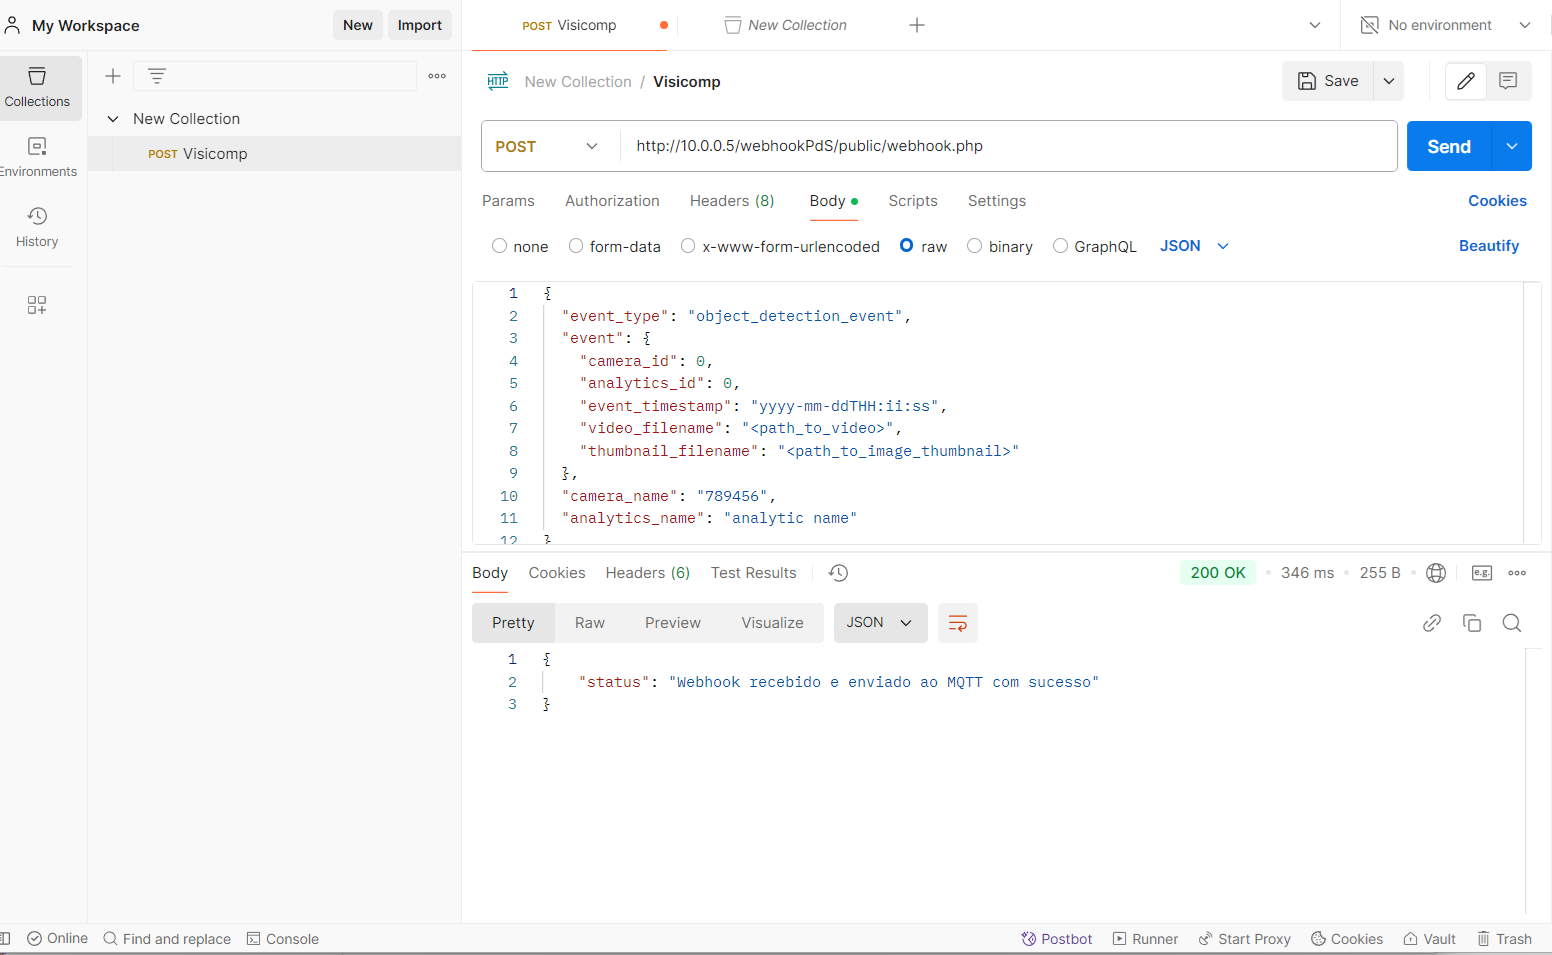 My Workspace
New
Import
POST Visicomp
New Collection
No environment
Collections
Environments
History
New Collection
POST Visicomp
HTTP
New Collection / Visicomp
Save
POST
http://10.0.0.5/webhookPdS/public/webhook.php
Send
Params
Authorization
Headers (8)
Body
Scripts
Settings
Cookies
none
form-data
x-www-form-urlencoded
raw
binary
GraphQL
JSON
Beautify
1 {
2 "event_type": "object_detection_event",
3 "event": {
4 "camera_id": 0,
5 "analytics_id": 0,
6 "event_timestamp": "yyyy-mm-ddTHH:ii:ss",
7 "video_filename": "<path_to_video>",
8 "thumbnail_filename": "<path_to_image_thumbnail>"
9 },
10 "camera_name": "789456",
11 "analytics_name": "analytic name"
12 }
Body
Cookies
Headers (6)
Test Results
200 OK
346 ms
255 B
e.g.
Pretty
Raw
Preview
Visualize
JSON
1 {
2 "status": "Webhook recebido e enviado ao MQTT com sucesso"
3 }
Online
Find and replace
Console
Postbot
Runner
Start Proxy
Cookies
Vault
Trash